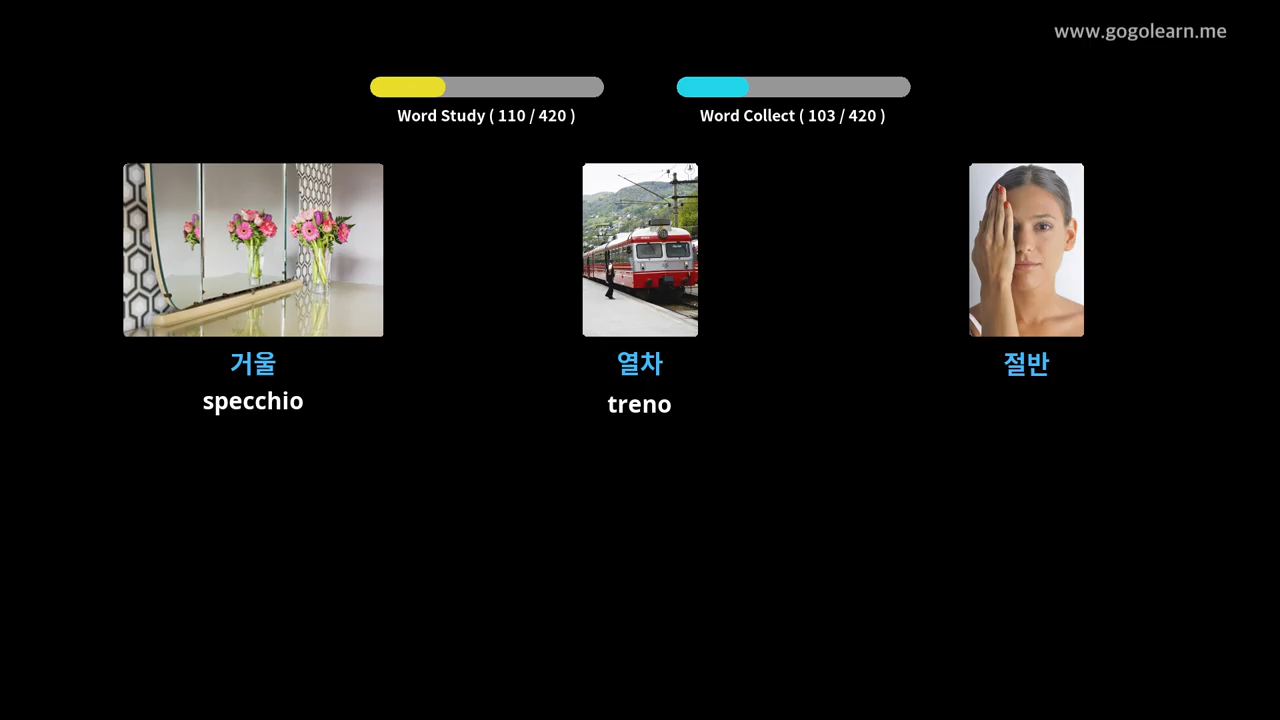 www.gogolearn.me
Word Study ( 110 / 420 )
Word Collect ( 103 / 420 )
거울
열차
절반
specchio
treno